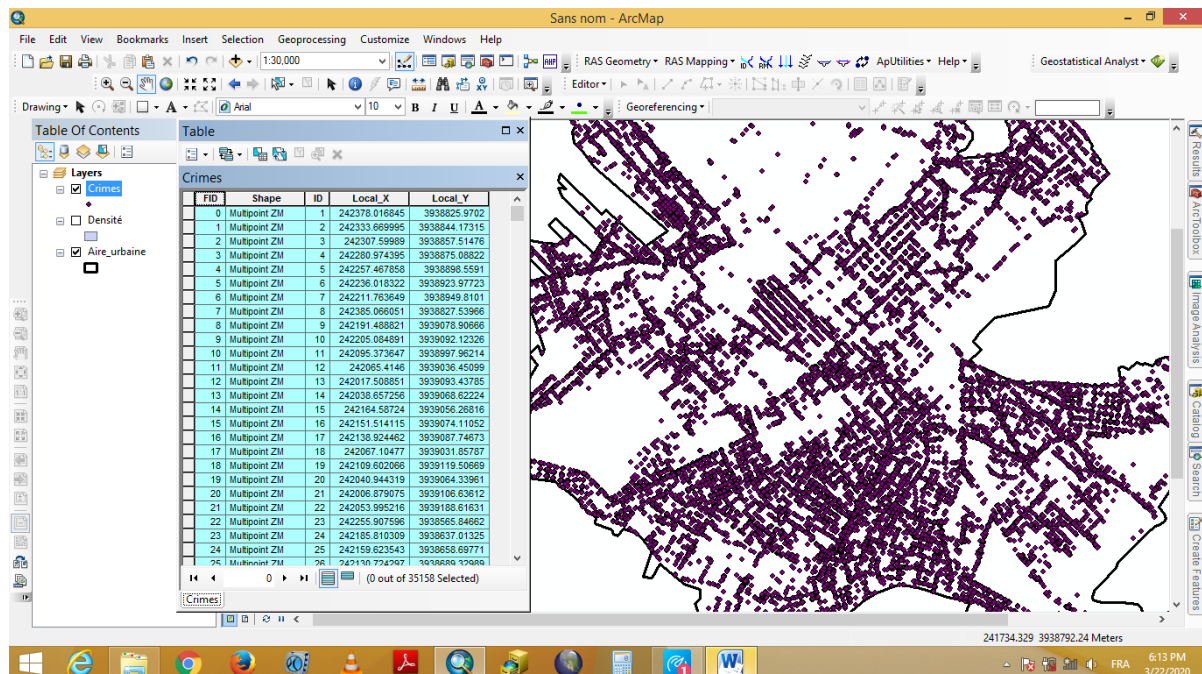 Sans nom - ArcMap
File Edit View Bookmarks Insert Selection Geoprocessing Customize Windows Help
1:30,000 RAS Geometry RAS Mapping ApUtilities Help Geostatistical Analyst
Editor
Drawing A Arial 10 B I U A Georeferencing
Table Of Contents
Layers
Crimes
Densité
Aire_urbaine
Table
Crimes
FID Shape ID Local_X Local_Y
0 Multipoint ZM 1 242378.016845 3938825.9702
1 Multipoint ZM 2 242333.669995 3938844.17315
2 Multipoint ZM 3 242307.59989 3938857.51476
3 Multipoint ZM 4 242280.974395 3938875.08822
4 Multipoint ZM 5 242257.467858 3938898.5591
5 Multipoint ZM 6 242236.018322 3938923.97723
6 Multipoint ZM 7 242211.763649 3938949.8101
7 Multipoint ZM 8 242385.066051 3938827.53966
8 Multipoint ZM 9 242191.488821 3939078.90666
9 Multipoint ZM 10 242205.084891 3939092.12326
10 Multipoint ZM 11 242095.373647 3938997.96214
11 Multipoint ZM 12 242065.4146 3939036.45099
12 Multipoint ZM 13 242017.508851 3939093.43785
13 Multipoint ZM 14 242038.657256 3939068.62224
14 Multipoint ZM 15 242164.58724 3939056.26816
15 Multipoint ZM 16 242151.514115 3939074.11052
16 Multipoint ZM 17 242138.924462 3939087.74673
17 Multipoint ZM 18 242067.10477 3939031.85787
18 Multipoint ZM 19 242109.602066 3939119.50669
19 Multipoint ZM 20 242040.944319 3939064.33961
20 Multipoint ZM 21 242006.879075 3939106.63612
21 Multipoint ZM 22 242053.995216 3939188.61631
22 Multipoint ZM 23 242255.907596 3938565.84662
23 Multipoint ZM 24 242185.810309 3938637.01325
24 Multipoint ZM 25 242159.623543 3938658.69771
25 Multipoint ZM 26 242130.724297 3938689.32989
0 (0 out of 35158 Selected)
Crimes
Results
ArcToolbox
Image Analysis
Catalog
Search
Create Features
241734.329 3938792.24 Meters
FRA
6:13 PM
3/22/2020